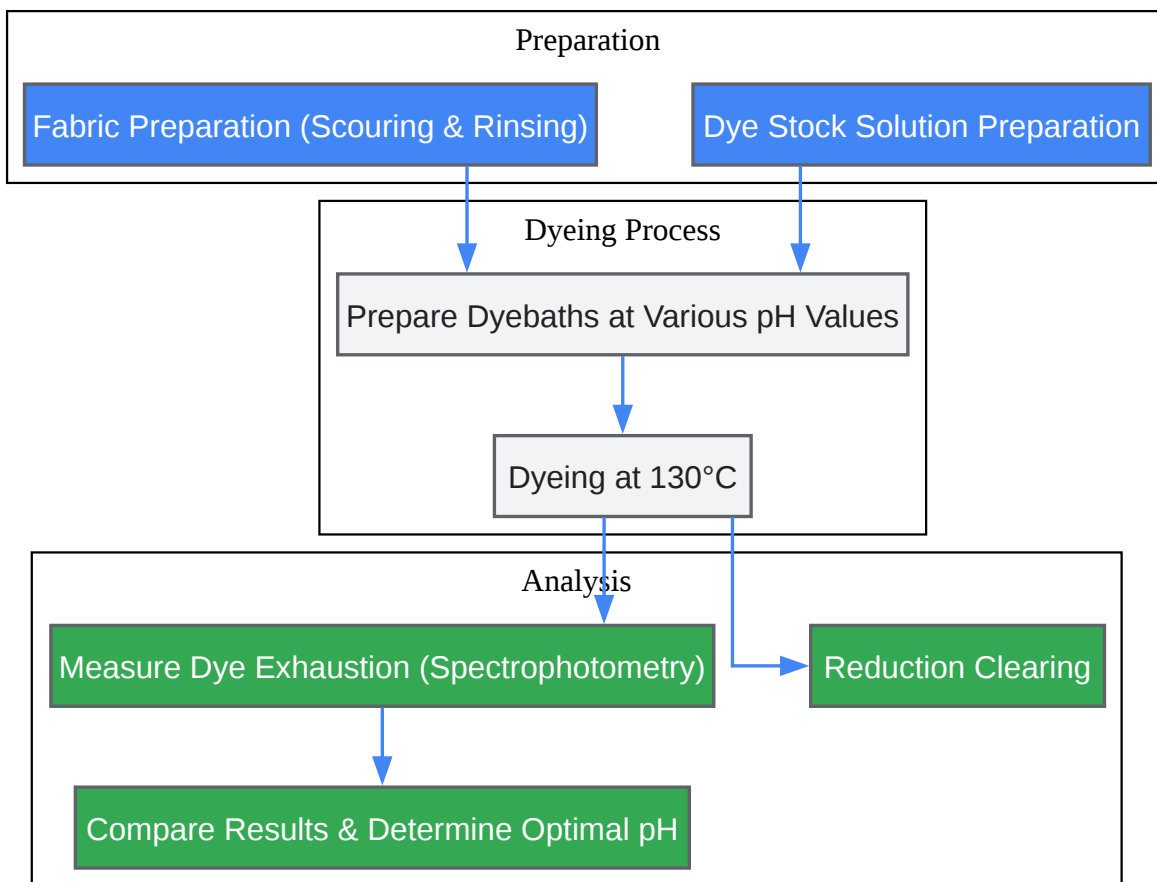 Preparation
Fabric Preparation (Scouring & Rinsing)
Dye Stock Solution Preparation
Dyeing Process
Prepare Dyebaths at Various pH Values
Dyeing at 130°C
Analysis
Measure Dye Exhaustion (Spectrophotometry)
Reduction Clearing
Compare Results & Determine Optimal pH